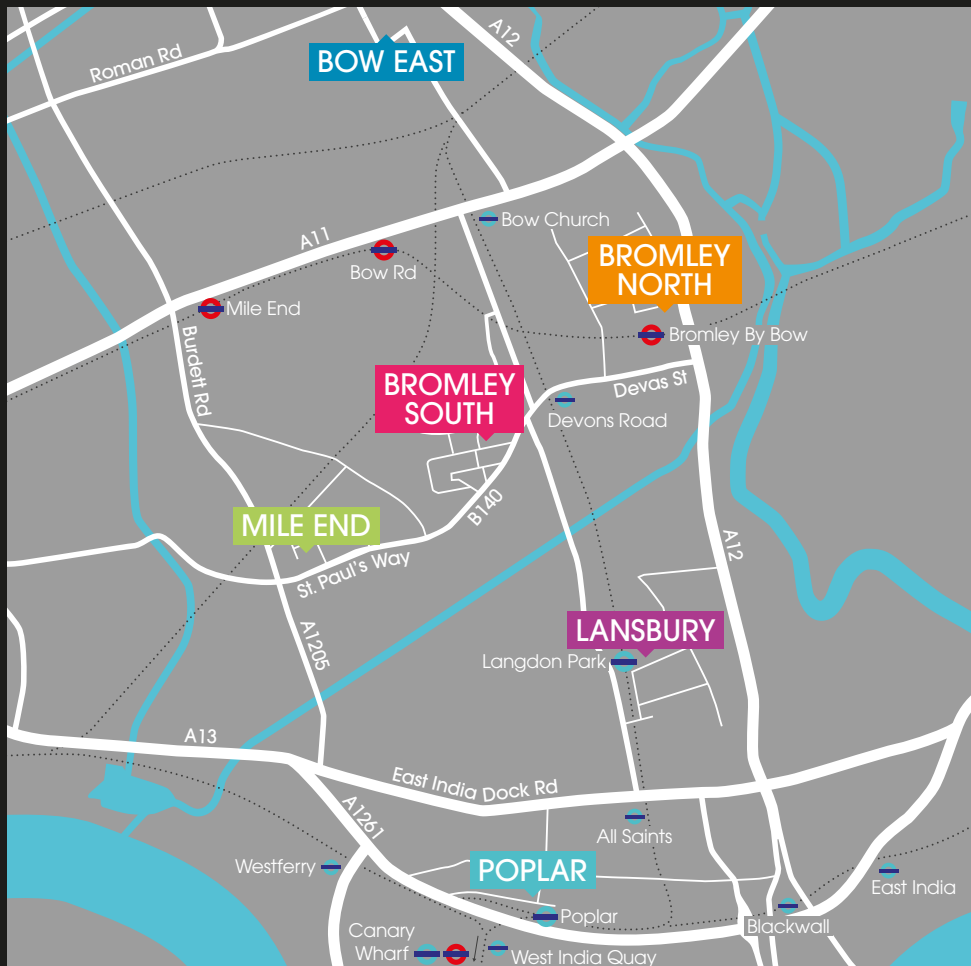 A12
Roman Rd
BOW EAST
Bow Church
A11
BROMLEY
NORTH
Bow Rd
Mile End
Bromley By Bow
Burdett Rd
BROMLEY
SOUTH
Devas St
Devons Road
B140
MILE END
A12
St. Paul's Way
LANSBURY
A1205
Langdon Park
A13
East India Dock Rd
A1261
All Saints
Westferry
POPLAR
East India
Poplar
Blackwall
Canary
Wharf
West India Quay